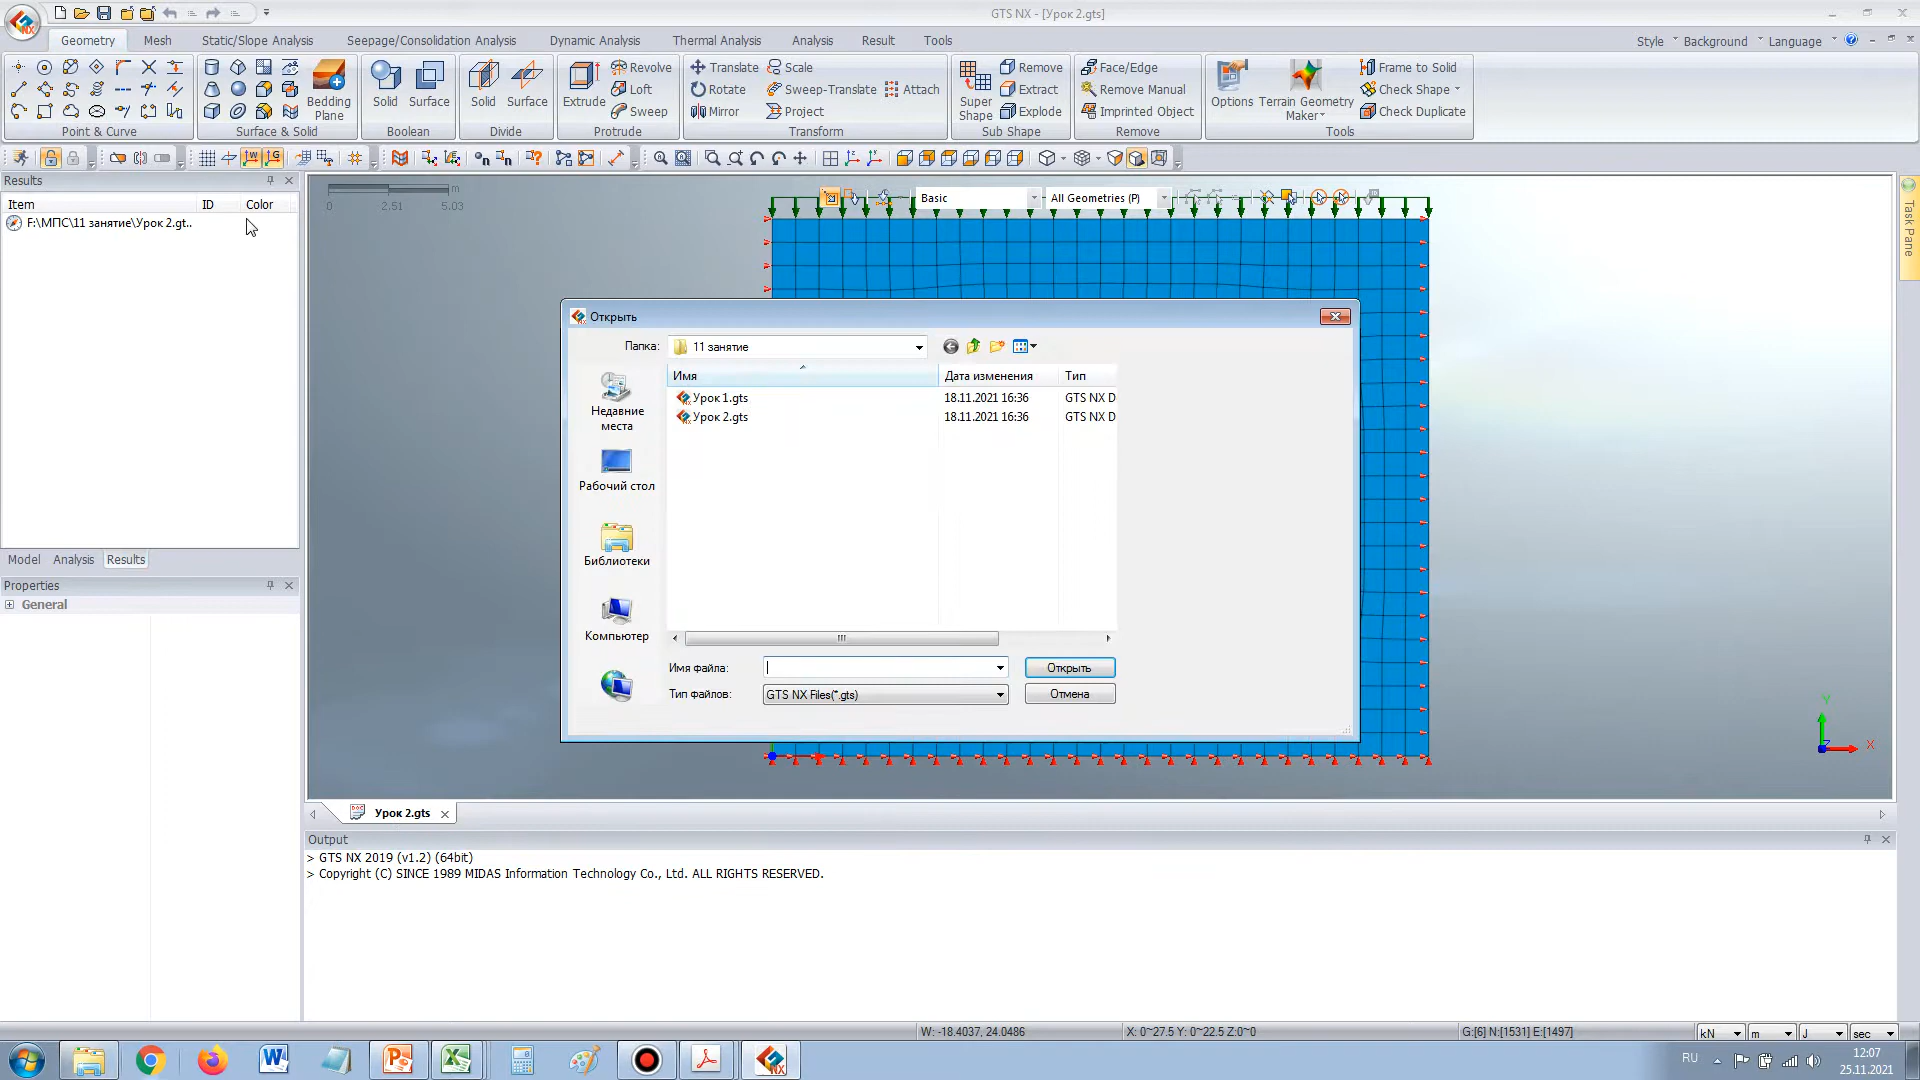 GTS NX - [Урок 2.gts]
Geometry Mesh Static/Slope Analysis Seepage/Consolidation Analysis Dynamic Analysis Thermal Analysis Analysis Result Tools
Style Background Language
Bedding Plane
Point & Curve
Surface & Solid
Solid Surface
Boolean
Solid Surface
Divide
Extrude
Revolve
Loft
Sweep
Protrude
Translate Scale
Rotate Sweep-Translate Attach
Mirror Project
Transform
Super Shape
Remove
Extract
Explode
Sub Shape
Face/Edge
Remove Manual
Imprinted Object
Remove
Options
Terrain Geometry Maker
Frame to Solid
Check Shape
Check Duplicate
Tools
Results
Item ID Color
F:\МПС\11 занятие\Урок 2.gt..
Model Analysis Results
Properties
General
m
0 2.51 5.03
Basic
All Geometries (P)
Task Pane
Открыть
Папка: 11 занятие
Имя Дата изменения Тип
Урок 1.gts 18.11.2021 16:36 GTS NX D
Урок 2.gts 18.11.2021 16:36 GTS NX D
Недавние места
Рабочий стол
Библиотеки
Компьютер
Имя файла:
Открыть
Тип файлов: GTS NX Files(*.gts)
Отмена
Y
Z
X
Урок 2.gts
Output
> GTS NX 2019 (v1.2) (64bit)
> Copyright (C) SINCE 1989 MIDAS Information Technology Co., Ltd. ALL RIGHTS RESERVED.
W: -18.4037, 24.0486
X: 0~27.5 Y: 0~22.5 Z:0~0
G:[6] N:[1531] E:[1497]
kN m J sec
RU
12:07
25.11.2021